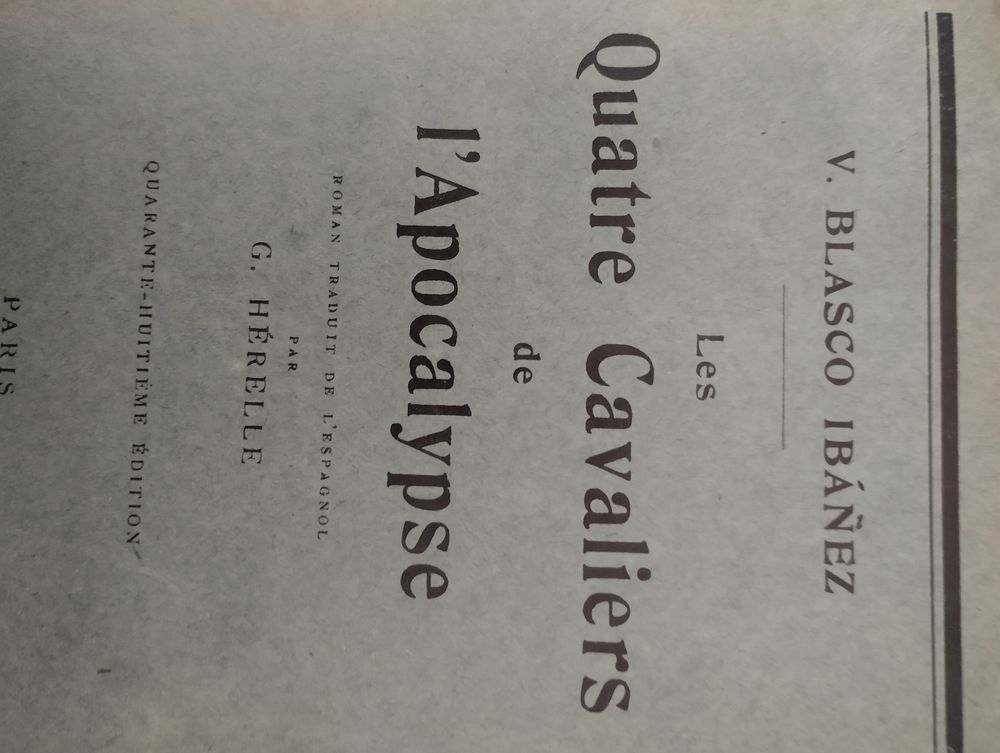 V. BLASCO IBÁÑEZ
Les
Quatre Cavaliers
de
l'Apocalypse
ROMAN TRADUIT DE L'ESPAGNOL
PAR
G. HÉRELLE
QUARANTE-HUITIÈME ÉDITION
PARIS